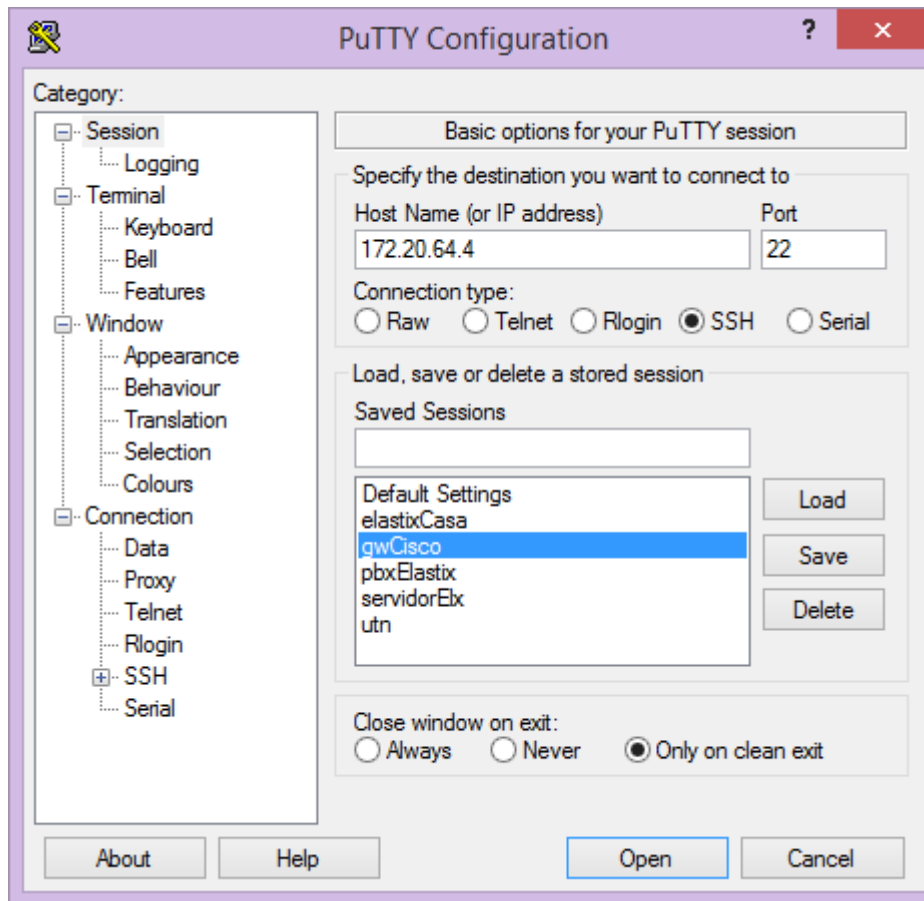 PuTTY Configuration
?
Category:
Session
Logging
Terminal
Keyboard
Bell
Features
Window
Appearance
Behaviour
Translation
Selection
Colours
Connection
Data
Proxy
Telnet
Rlogin
SSH
Serial
Basic options for your PuTTY session
Specify the destination you want to connect to
Host Name (or IP address) Port
172.20.64.4 22
Connection type:
Raw Telnet Rlogin SSH Serial
Load, save or delete a stored session
Saved Sessions
Default Settings
elastixCasa
gwCisco
pbxElastix
servidorElx
utn
Load
Save
Delete
Close window on exit:
Always Never Only on clean exit
About Help Open Cancel